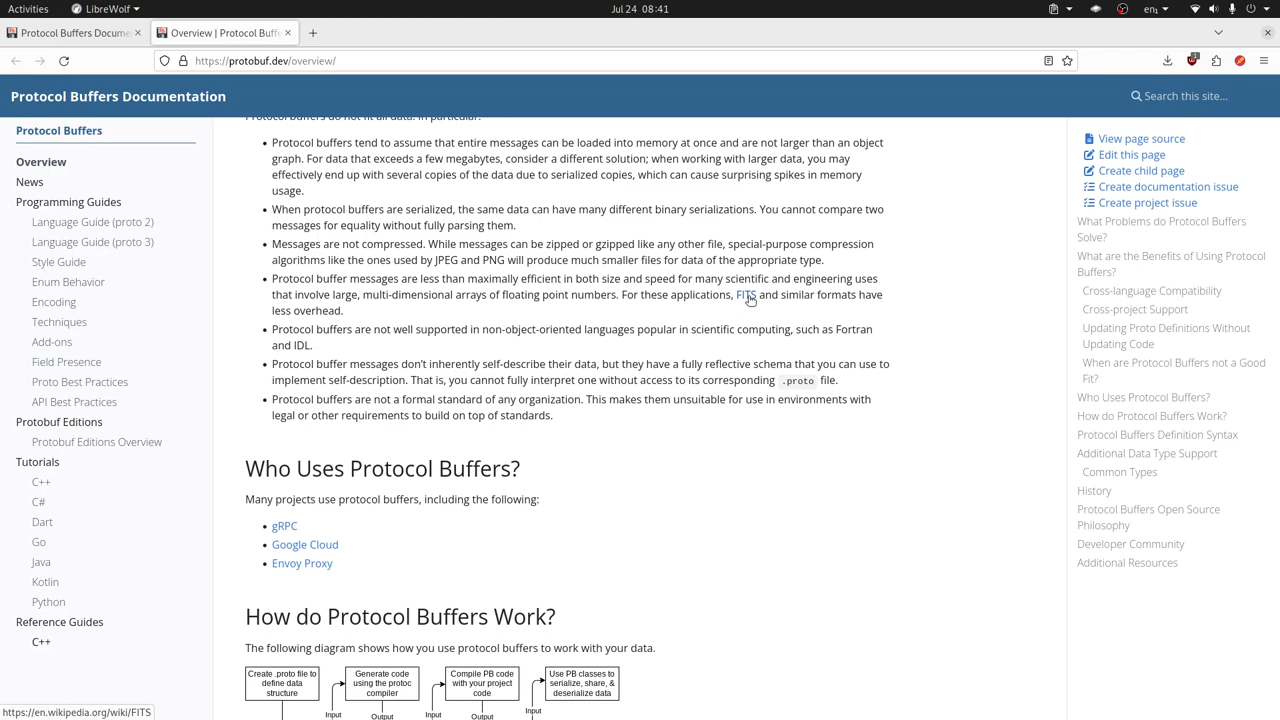 Activities
LibreWolf
Jul 24 08:41
en₁
Protocol Buffers Docume
Overview | Protocol Buff
https://protobuf.dev/overview/
1
Protocol Buffers Documentation
Search this site...
Protocol Buffers
Overview
News
Programming Guides
Language Guide (proto 2)
Language Guide (proto 3)
Style Guide
Enum Behavior
Encoding
Techniques
Add-ons
Field Presence
Proto Best Practices
API Best Practices
Protobuf Editions
Protobuf Editions Overview
Tutorials
C++
C#
Dart
Go
Java
Kotlin
Python
Reference Guides
C++
Protocol buffers do not fit all data. In particular:
• Protocol buffers tend to assume that entire messages can be loaded into memory at once and are not larger than an object
graph. For data that exceeds a few megabytes, consider a different solution; when working with larger data, you may
effectively end up with several copies of the data due to serialized copies, which can cause surprising spikes in memory
usage.
• When protocol buffers are serialized, the same data can have many different binary serializations. You cannot compare two
messages for equality without fully parsing them.
• Messages are not compressed. While messages can be zipped or gzipped like any other file, special-purpose compression
algorithms like the ones used by JPEG and PNG will produce much smaller files for data of the appropriate type.
• Protocol buffer messages are less than maximally efficient in both size and speed for many scientific and engineering uses
that involve large, multi-dimensional arrays of floating point numbers. For these applications, FITS and similar formats have
less overhead.
• Protocol buffers are not well supported in non-object-oriented languages popular in scientific computing, such as Fortran
and IDL.
• Protocol buffer messages don’t inherently self-describe their data, but they have a fully reflective schema that you can use to
implement self-description. That is, you cannot fully interpret one without access to its corresponding .proto file.
• Protocol buffers are not a formal standard of any organization. This makes them unsuitable for use in environments with
legal or other requirements to build on top of standards.
Who Uses Protocol Buffers?
Many projects use protocol buffers, including the following:
• gRPC
• Google Cloud
• Envoy Proxy
How do Protocol Buffers Work?
The following diagram shows how you use protocol buffers to work with your data.
Create .proto file to
define data
structure
Generate code
using the protoc
compiler
Compile PB code
with your project
code
Use PB classes to
serialize, share, &
deserialize data
Input
Output
Input
Output
Input
View page source
Edit this page
Create child page
Create documentation issue
Create project issue
What Problems do Protocol Buffers
Solve?
What are the Benefits of Using Protocol
Buffers?
Cross-language Compatibility
Cross-project Support
Updating Proto Definitions Without
Updating Code
When are Protocol Buffers not a Good
Fit?
Who Uses Protocol Buffers?
How do Protocol Buffers Work?
Protocol Buffers Definition Syntax
Additional Data Type Support
Common Types
History
Protocol Buffers Open Source
Philosophy
Developer Community
Additional Resources
https://en.wikipedia.org/wiki/FITS